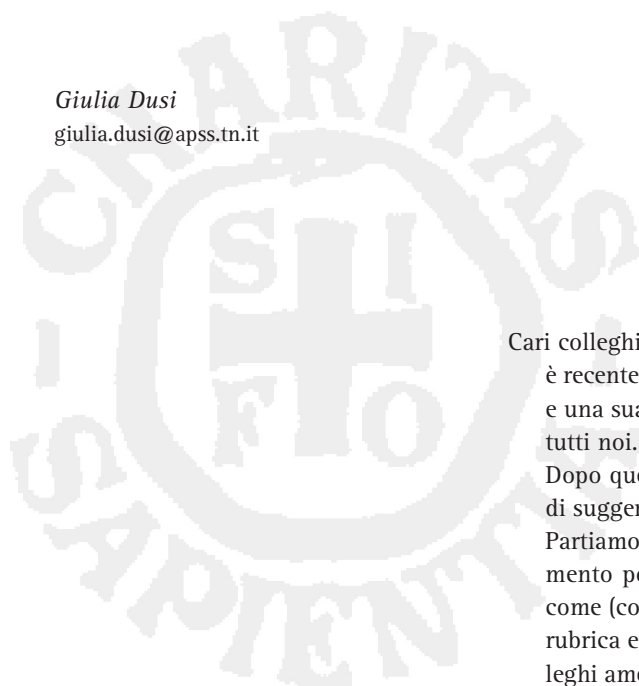 Giulia Dusi
giulia.dusi@apss.tn.it
CHARITAS
SAPIENTIA
S I
F O
Cari colleghi
è recente
e una sua
tutti noi.
Dopo que
di sugger
Partiamo
mento po
come (co
rubrica e
leghi ame